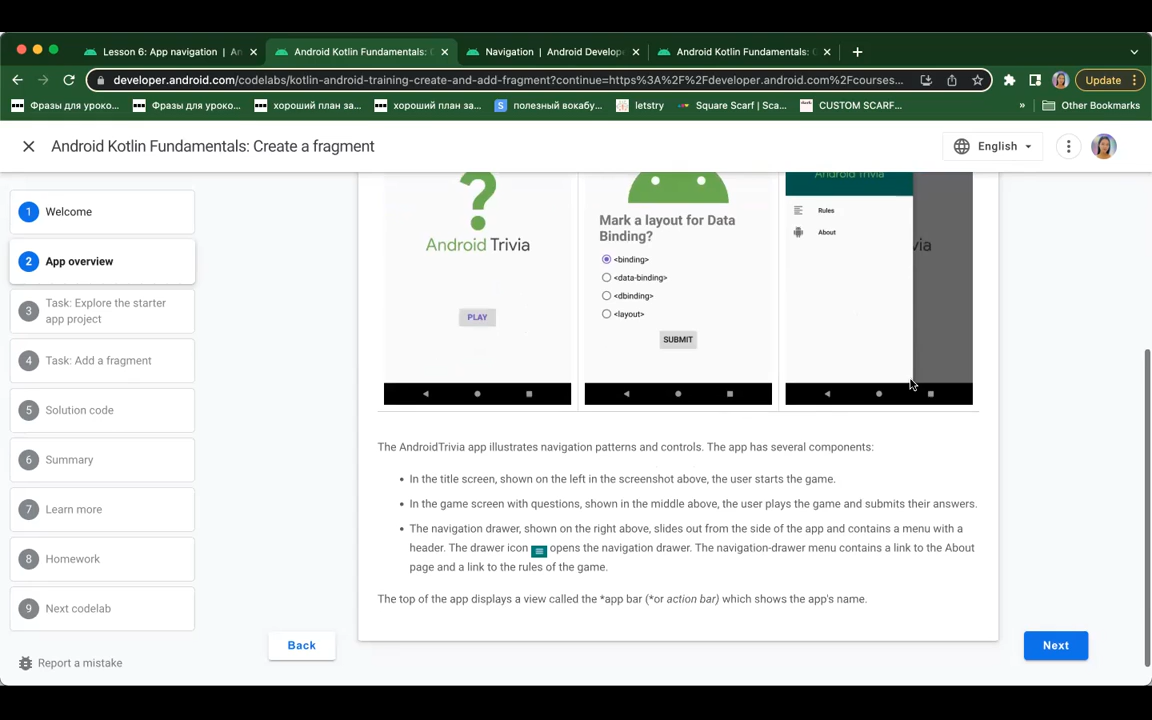 Lesson 6: App navigation | An
Android Kotlin Fundamentals: C
Navigation | Android Develope
Android Kotlin Fundamentals: C
developer.android.com/codelabs/kotlin-android-training-create-and-add-fragment?continue=https%3A%2F%2Fdeveloper.android.com%2Fcourses...
Update
Фразы для уроко...
Фразы для уроко...
хороший план за...
хороший план за...
полезный вокабу...
letstry
Square Scarf | Sca...
CUSTOM SCARF...
»
Other Bookmarks
Android Kotlin Fundamentals: Create a fragment
English
1 Welcome
2 App overview
3 Task: Explore the starter
app project
4 Task: Add a fragment
5 Solution code
6 Summary
7 Learn more
8 Homework
9 Next codelab
Report a mistake
?
Android Trivia
PLAY
Mark a layout for Data
Binding?
<binding>
<data-binding>
<dbinding>
<layout>
SUBMIT
Android Trivia
Rules
About
via
The AndroidTrivia app illustrates navigation patterns and controls. The app has several components:
• In the title screen, shown on the left in the screenshot above, the user starts the game.
• In the game screen with questions, shown in the middle above, the user plays the game and submits their answers.
• The navigation drawer, shown on the right above, slides out from the side of the app and contains a menu with a
header. The drawer icon opens the navigation drawer. The navigation-drawer menu contains a link to the About
page and a link to the rules of the game.
The top of the app displays a view called the *app bar (*or action bar) which shows the app's name.
Back
Next